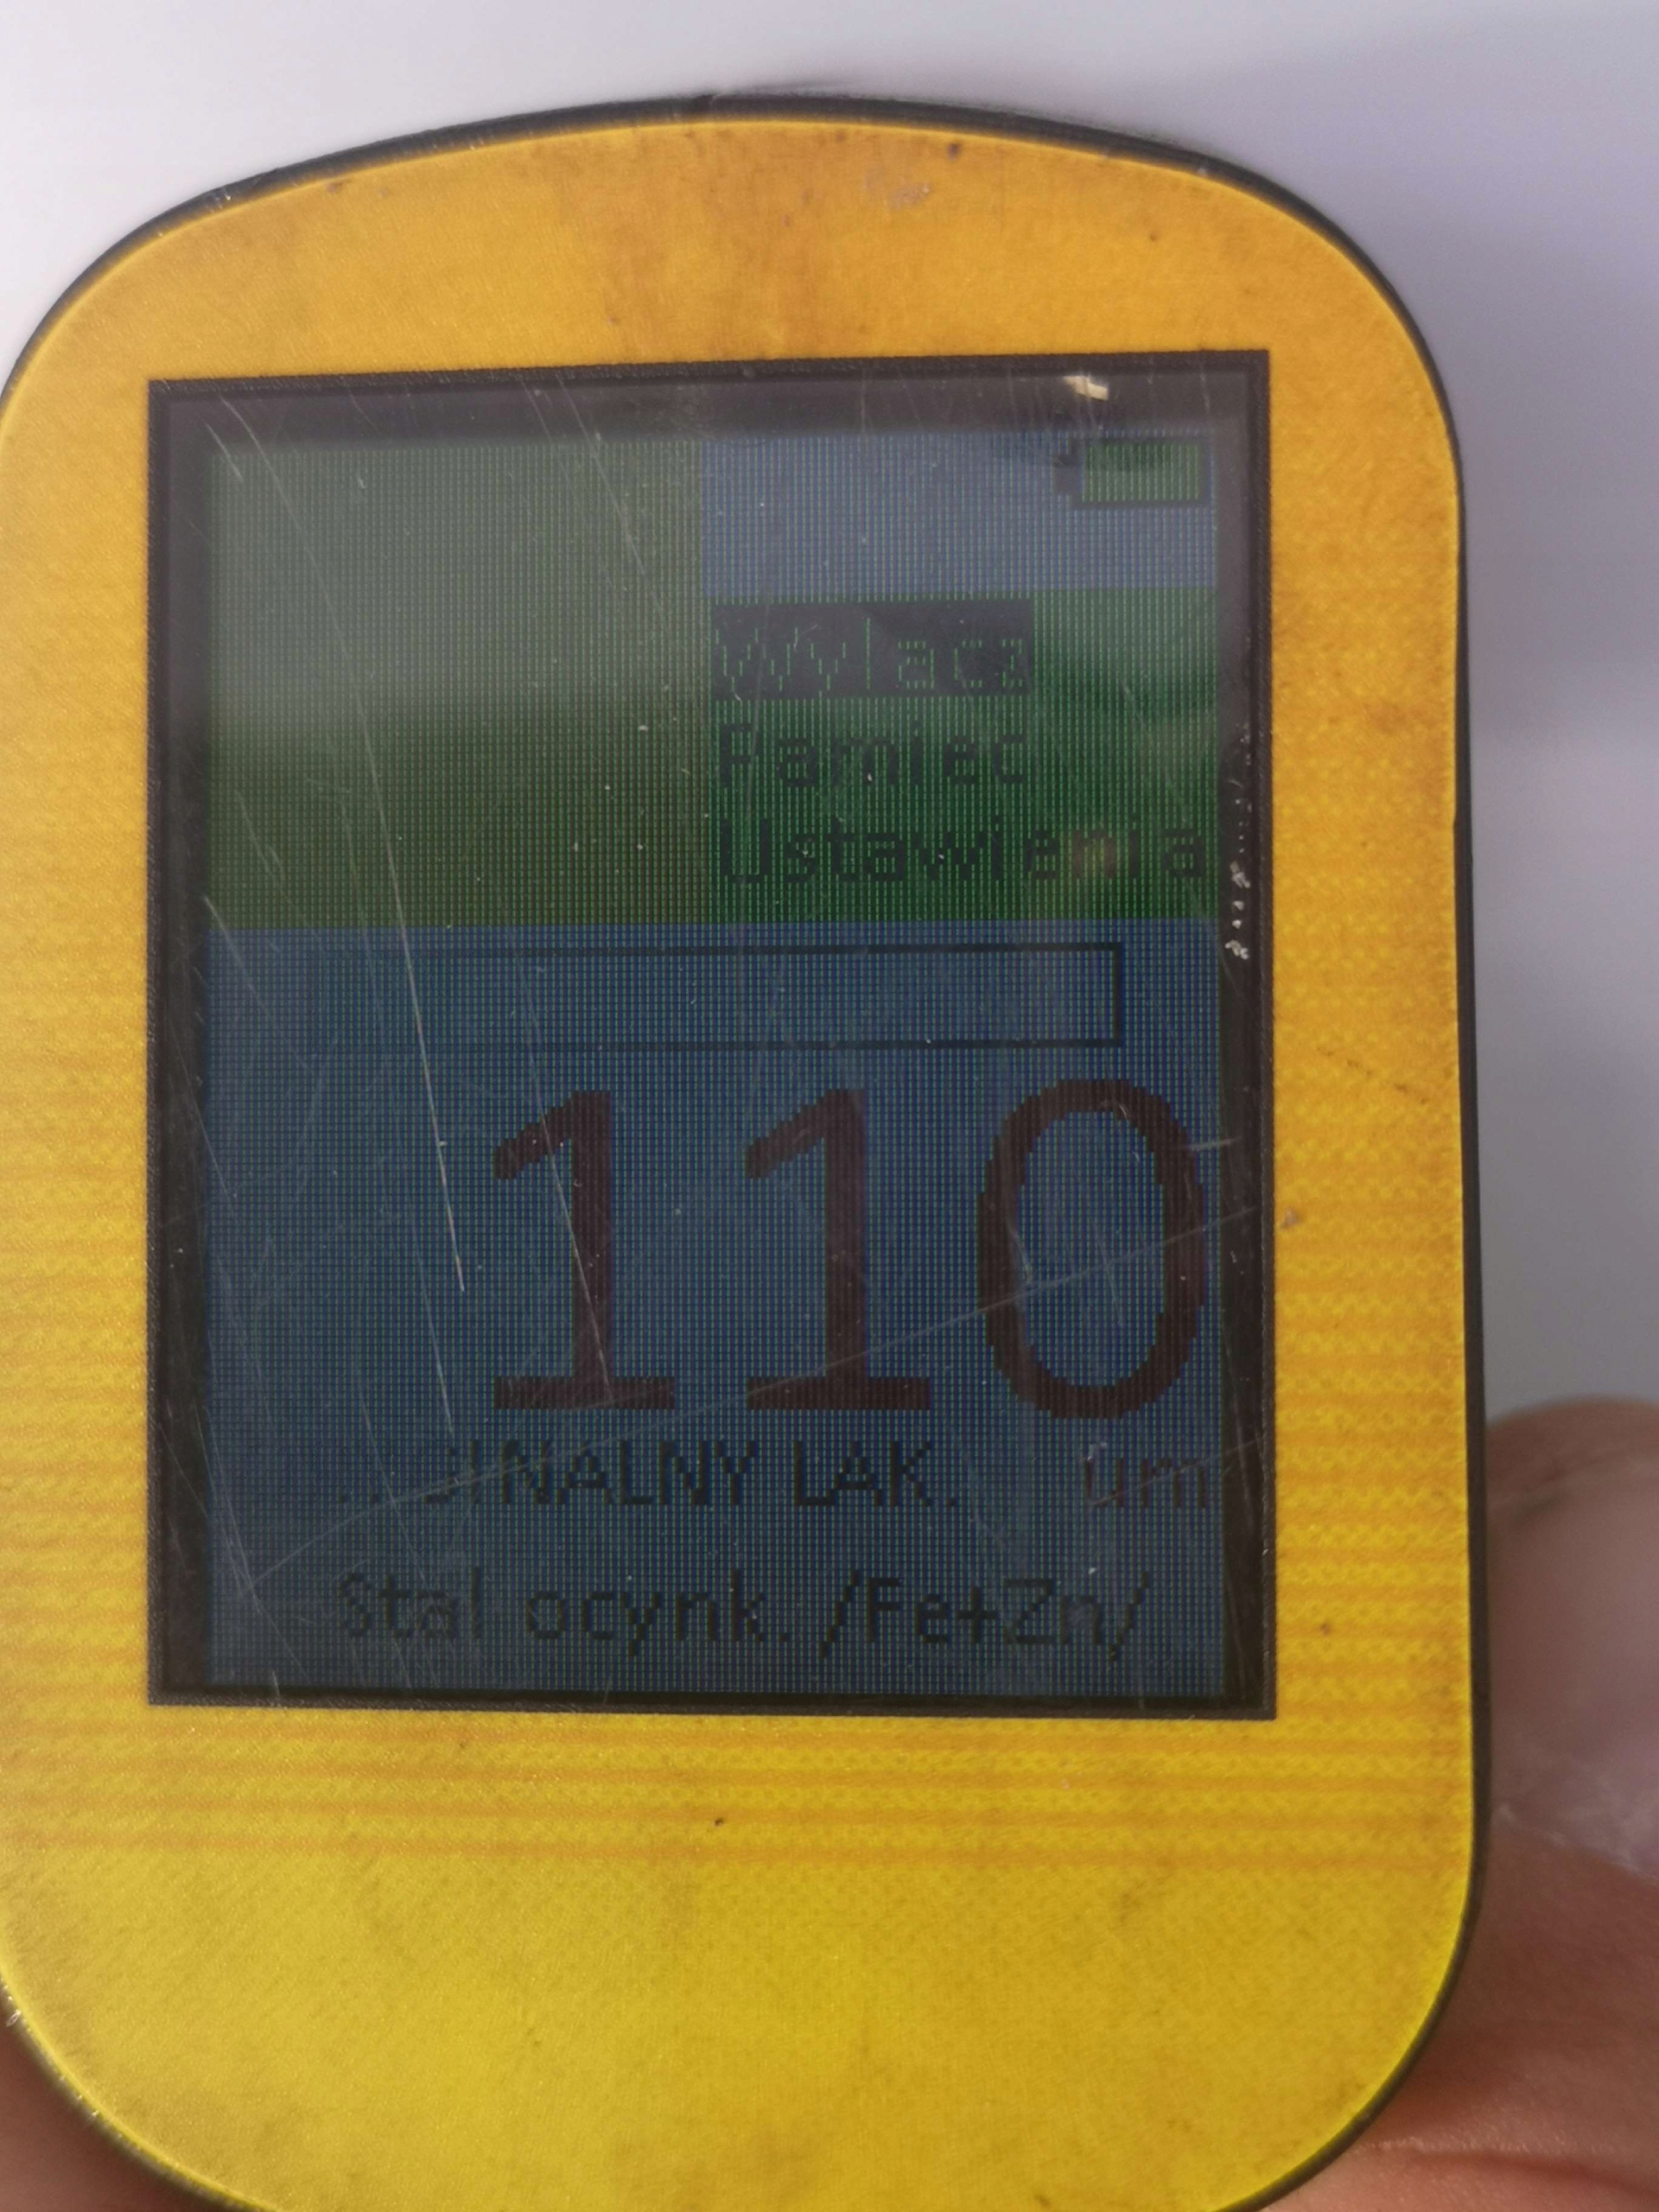 Wylacz
Pamiec
Ustawienia
110
LAK. um
Stal ocynk. /Fe+Zn/